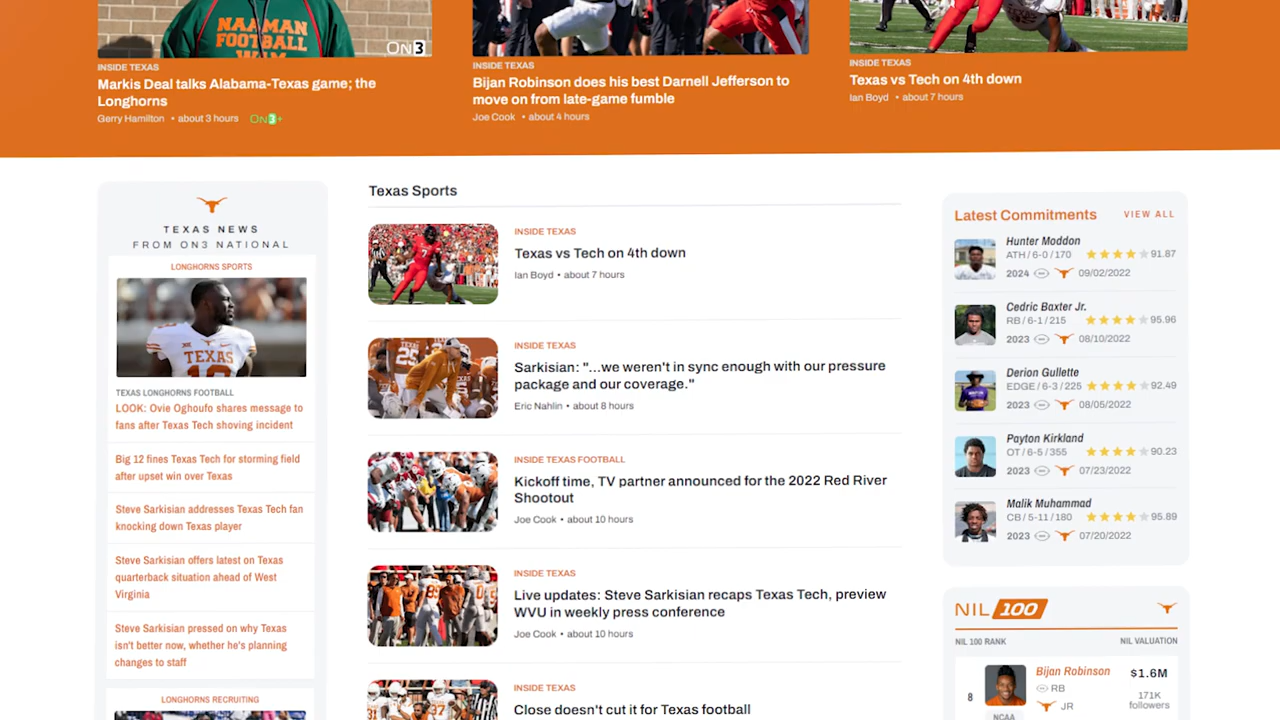 NAAMAN
FOOTBALL
WAY
ON3
INSIDE TEXAS
Markis Deal talks Alabama-Texas game; the
Longhorns
Gerry Hamilton • about 3 hours ON3+
INSIDE TEXAS
Bijan Robinson does his best Darnell Jefferson to
move on from late-game fumble
Joe Cook • about 4 hours
INSIDE TEXAS
Texas vs Tech on 4th down
Ian Boyd • about 7 hours
TEXAS NEWS
FROM ON3 NATIONAL
LONGHORNS SPORTS
TEXAS
TEXAS LONGHORNS FOOTBALL
LOOK: Ovie Oghoufo shares message to
fans after Texas Tech shoving incident
Big 12 fines Texas Tech for storming field
after upset win over Texas
Steve Sarkisian addresses Texas Tech fan
knocking down Texas player
Steve Sarkisian offers latest on Texas
quarterback situation ahead of West
Virginia
Steve Sarkisian pressed on why Texas
isn't better now, whether he's planning
changes to staff
LONGHORNS RECRUITING
Texas Sports
INSIDE TEXAS
Texas vs Tech on 4th down
Ian Boyd • about 7 hours
25
INSIDE TEXAS
Sarkisian: "...we weren't in sync enough with our pressure
package and our coverage."
Eric Nahlin • about 8 hours
INSIDE TEXAS FOOTBALL
Kickoff time, TV partner announced for the 2022 Red River
Shootout
Joe Cook • about 10 hours
INSIDE TEXAS
Live updates: Steve Sarkisian recaps Texas Tech, preview
WVU in weekly press conference
Joe Cook • about 10 hours
INSIDE TEXAS
Close doesn't cut it for Texas football
Latest Commitments VIEW ALL
Hunter Moddon
ATH / 6-0 / 170 91.87
2024 09/02/2022
Cedric Baxter Jr.
RB / 6-1 / 215 95.96
2023 08/10/2022
Derion Gullette
EDGE / 6-3 / 225 92.49
2023 08/05/2022
Payton Kirkland
OT / 6-5 / 355 90.23
2023 07/23/2022
Malik Muhammad
CB / 5-11 / 180 95.89
2023 07/20/2022
NIL 100
NIL 100 RANK NIL VALUATION
8 Bijan Robinson $1.6M
RB 171K
JR followers
NCAA